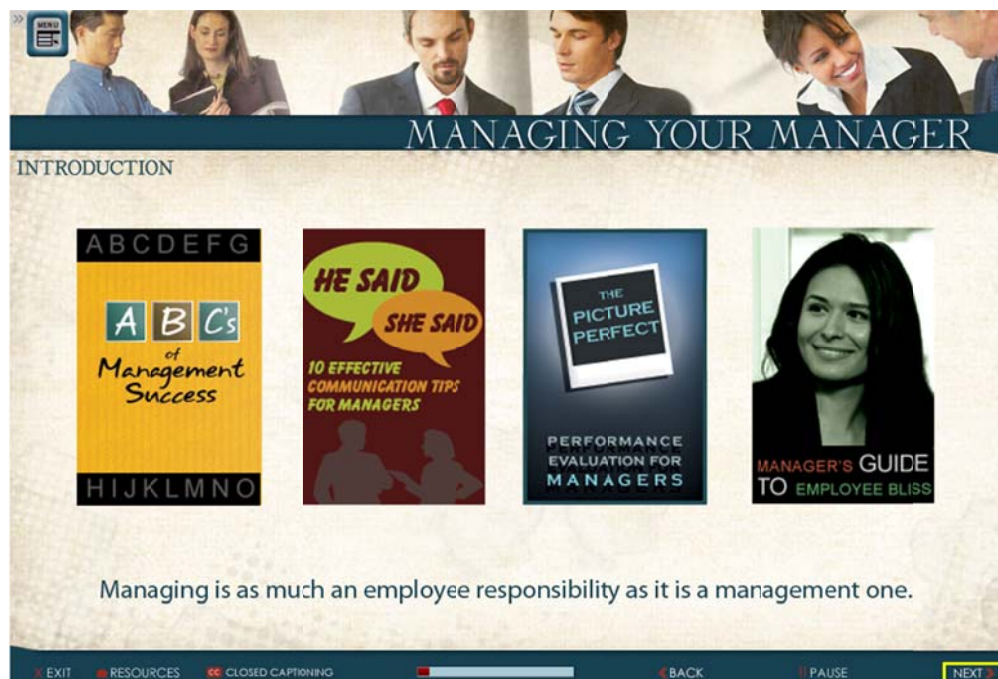 »
MENU
MANAGING YOUR MANAGER
INTRODUCTION
ABCDEFG
A B C's
of
Management
Success
HIJKLMNO
HE SAID
SHE SAID
10 EFFECTIVE
COMMUNICATION TIPS
FOR MANAGERS
THE
PICTURE
PERFECT
PERFORMANCE
EVALUATION FOR
MANAGERS
MANAGER'S GUIDE
TO EMPLOYEE BLISS
Managing is as much an employee responsibility as it is a management one.
X EXIT RESOURCES CC CLOSED CAPTIONING BACK PAUSE NEXT